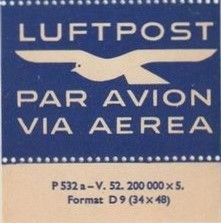 LUFTPOST
PAR AVION
VIA AEREA
P 532 a – V. 52. 200 000 × 5.
Format D 9 (34 × 48)